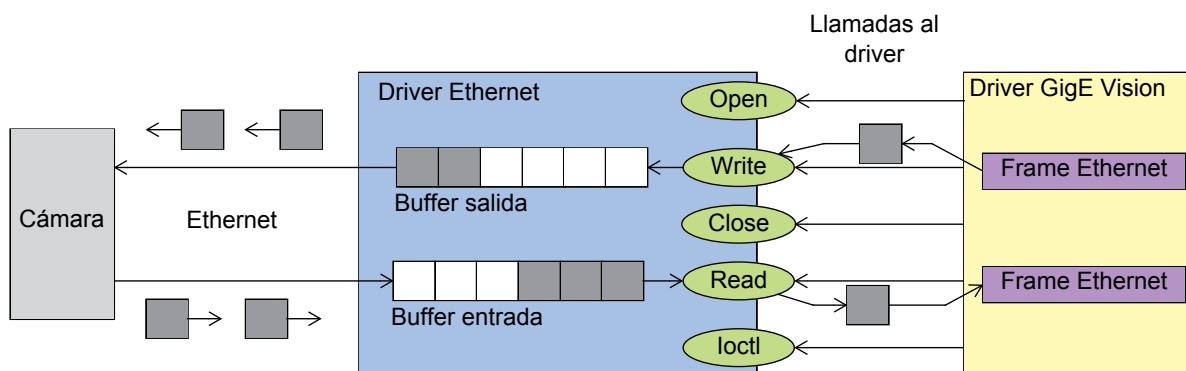 Llamadas al
driver
Driver Ethernet
Open
Driver GigE Vision
Write
Frame Ethernet
Buffer salida
Cámara
Ethernet
Close
Read
Frame Ethernet
Buffer entrada
Ioctl